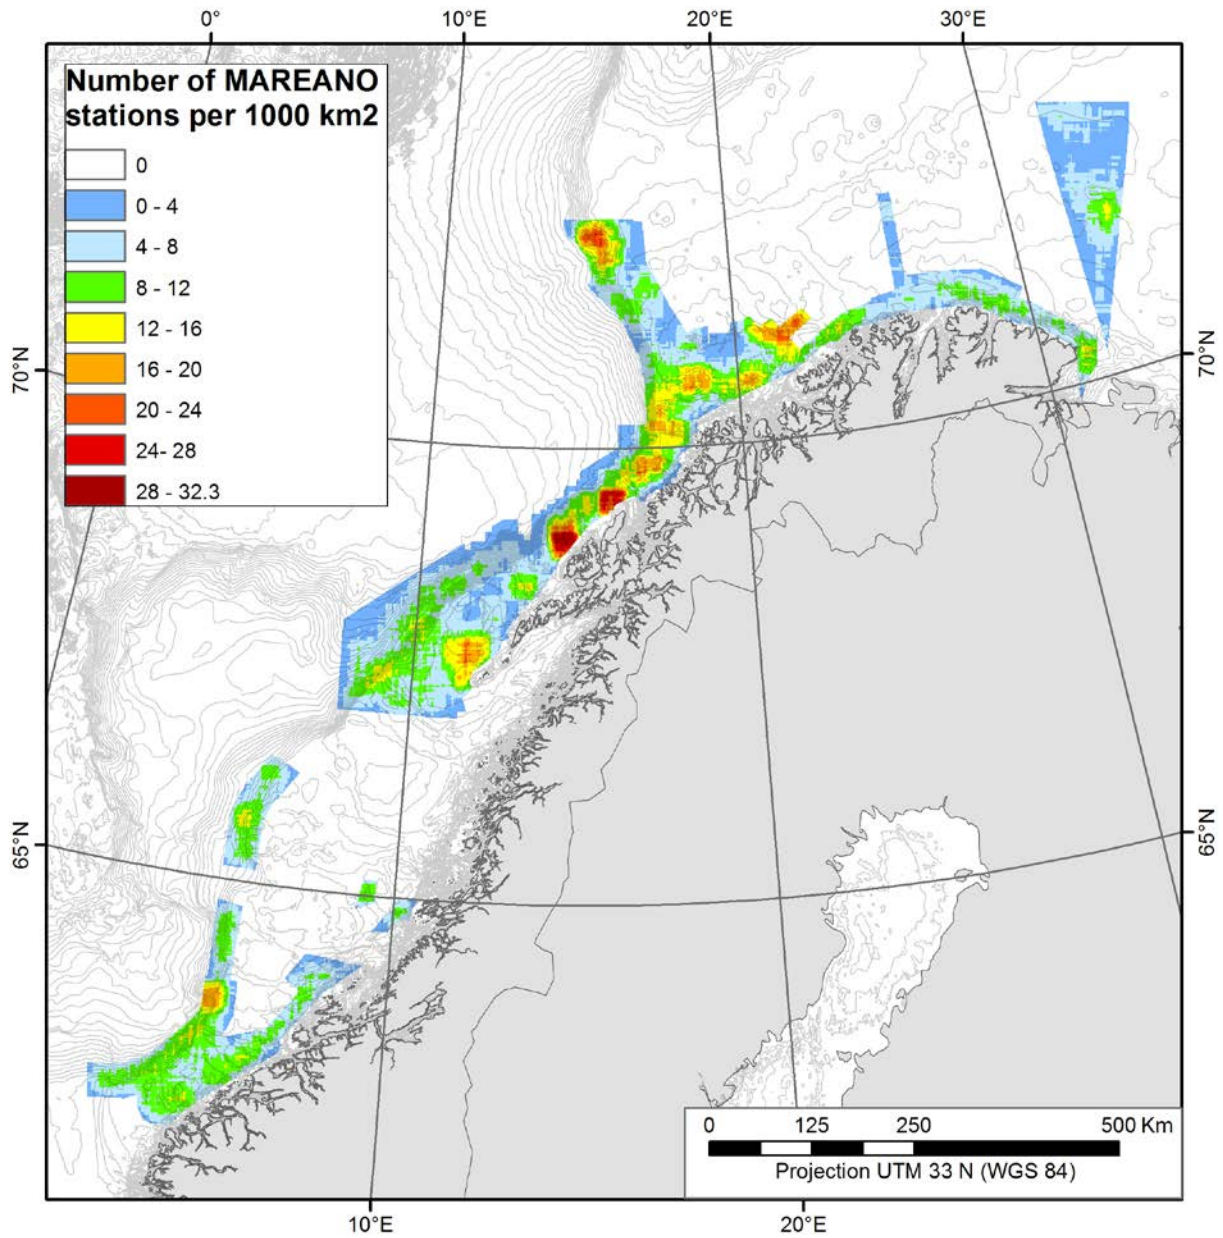 0° 10°E 20°E 30°E
Number of MAREANO
stations per 1000 km2
0
0 - 4
4 - 8
8 - 12
12 - 16
16 - 20
20 - 24
24- 28
28 - 32.3
70°N
70°N
65°N
65°N
0 125 250 500 Km
Projection UTM 33 N (WGS 84)
10°E 20°E